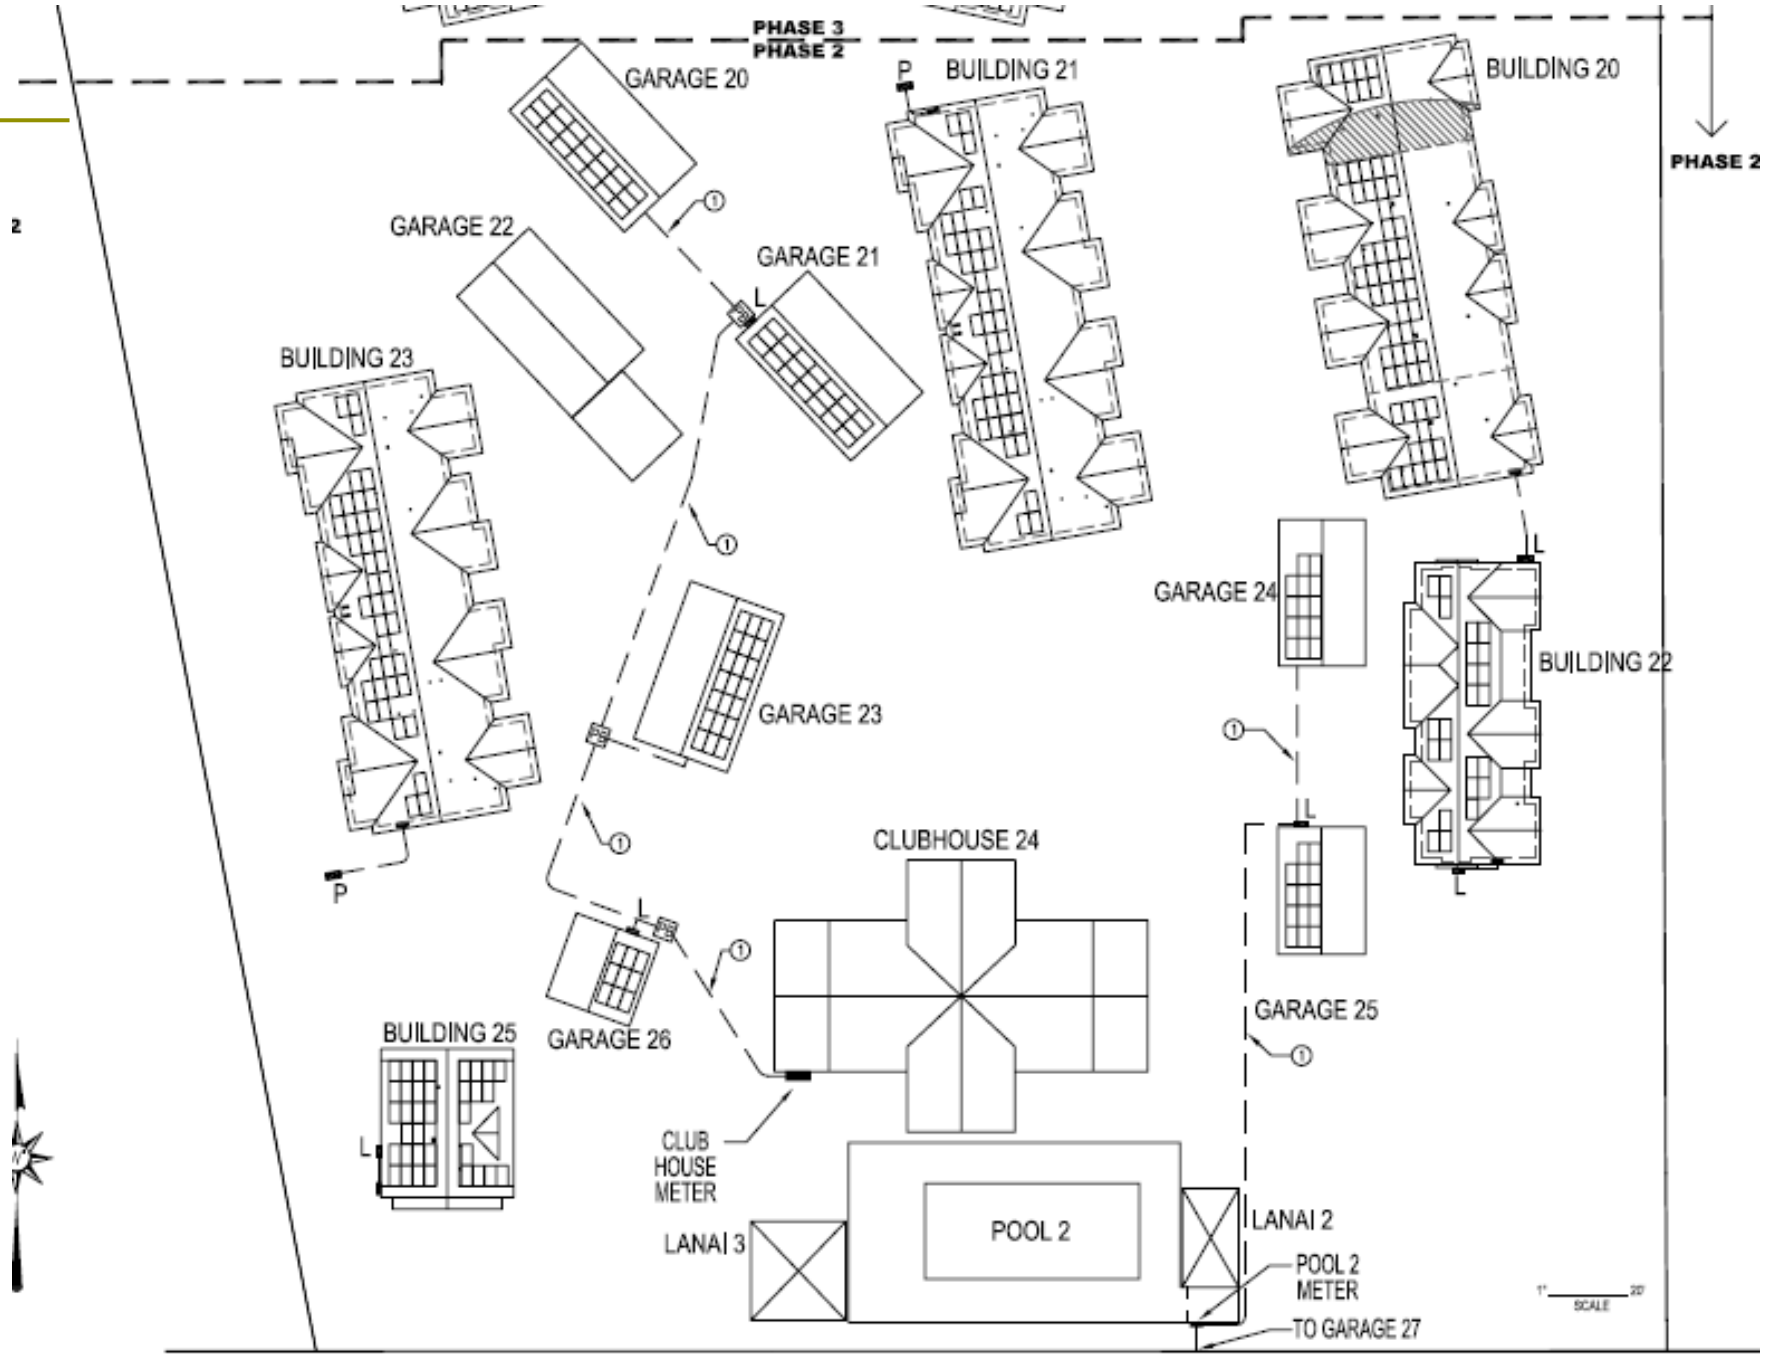 PHASE 3
PHASE 2
P
BUILDING 21
BUILDING 20
GARAGE 20
PHASE 2
1
2
GARAGE 22
GARAGE 21
L
BUILDING 23
1
L
GARAGE 24
BUILDING 22
GARAGE 23
1
1
L
CLUBHOUSE 24
P
L
L
1
GARAGE 25
BUILDING 25
GARAGE 26
1
L
CLUB
HOUSE
METER
N
LANAI 3
POOL 2
LANAI 2
POOL 2
METER
1" 20'
SCALE
TO GARAGE 27